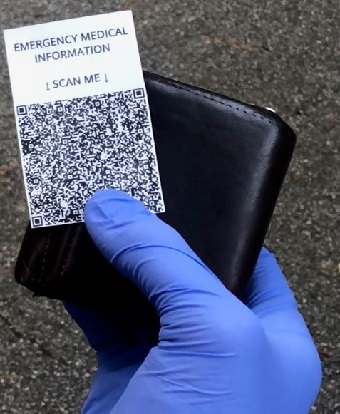 EMERGENCY MEDICAL
INFORMATION
↓ SCAN ME ↓